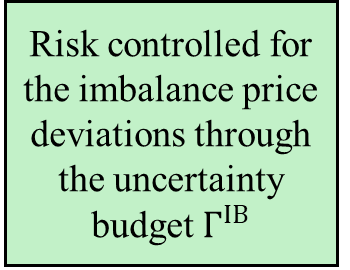 Risk controlled for
the imbalance price
deviations through
the uncertainty
budget Γ^IB